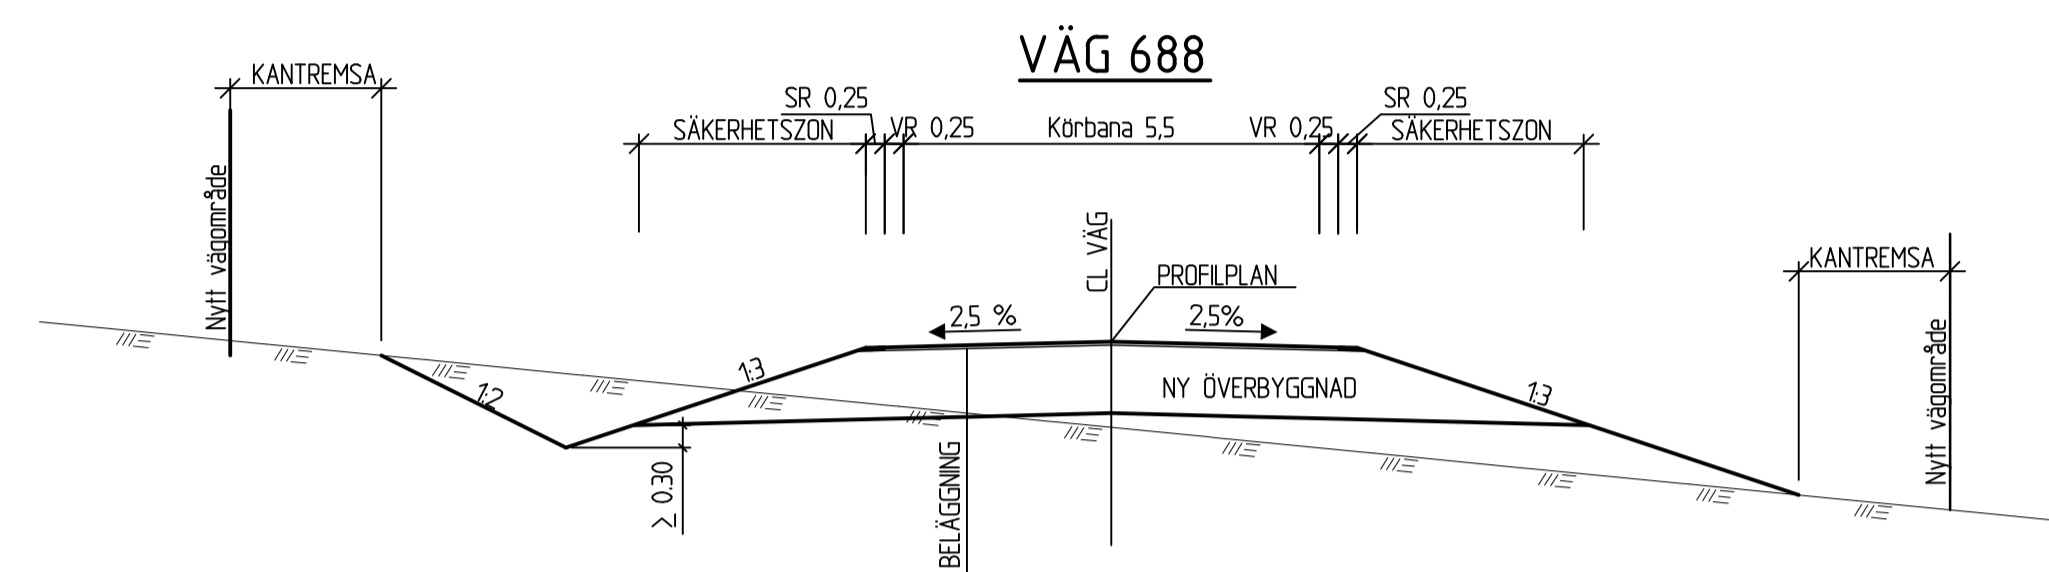 VÄG 688
KANTREMSA
SR 0,25
SR 0,25
SÄKERHETSZON
VR 0,25
Körbana 5,5
VR 0,25
SÄKERHETSZON
Nytt vägområde
CL VÄG
KANTREMSA
PROFILPLAN
2,5 %
2,5%
Nytt vägområde
1:2
1:3
NY ÖVERBYGGNAD
1:3
≥ 0.30
BELÄGGNING